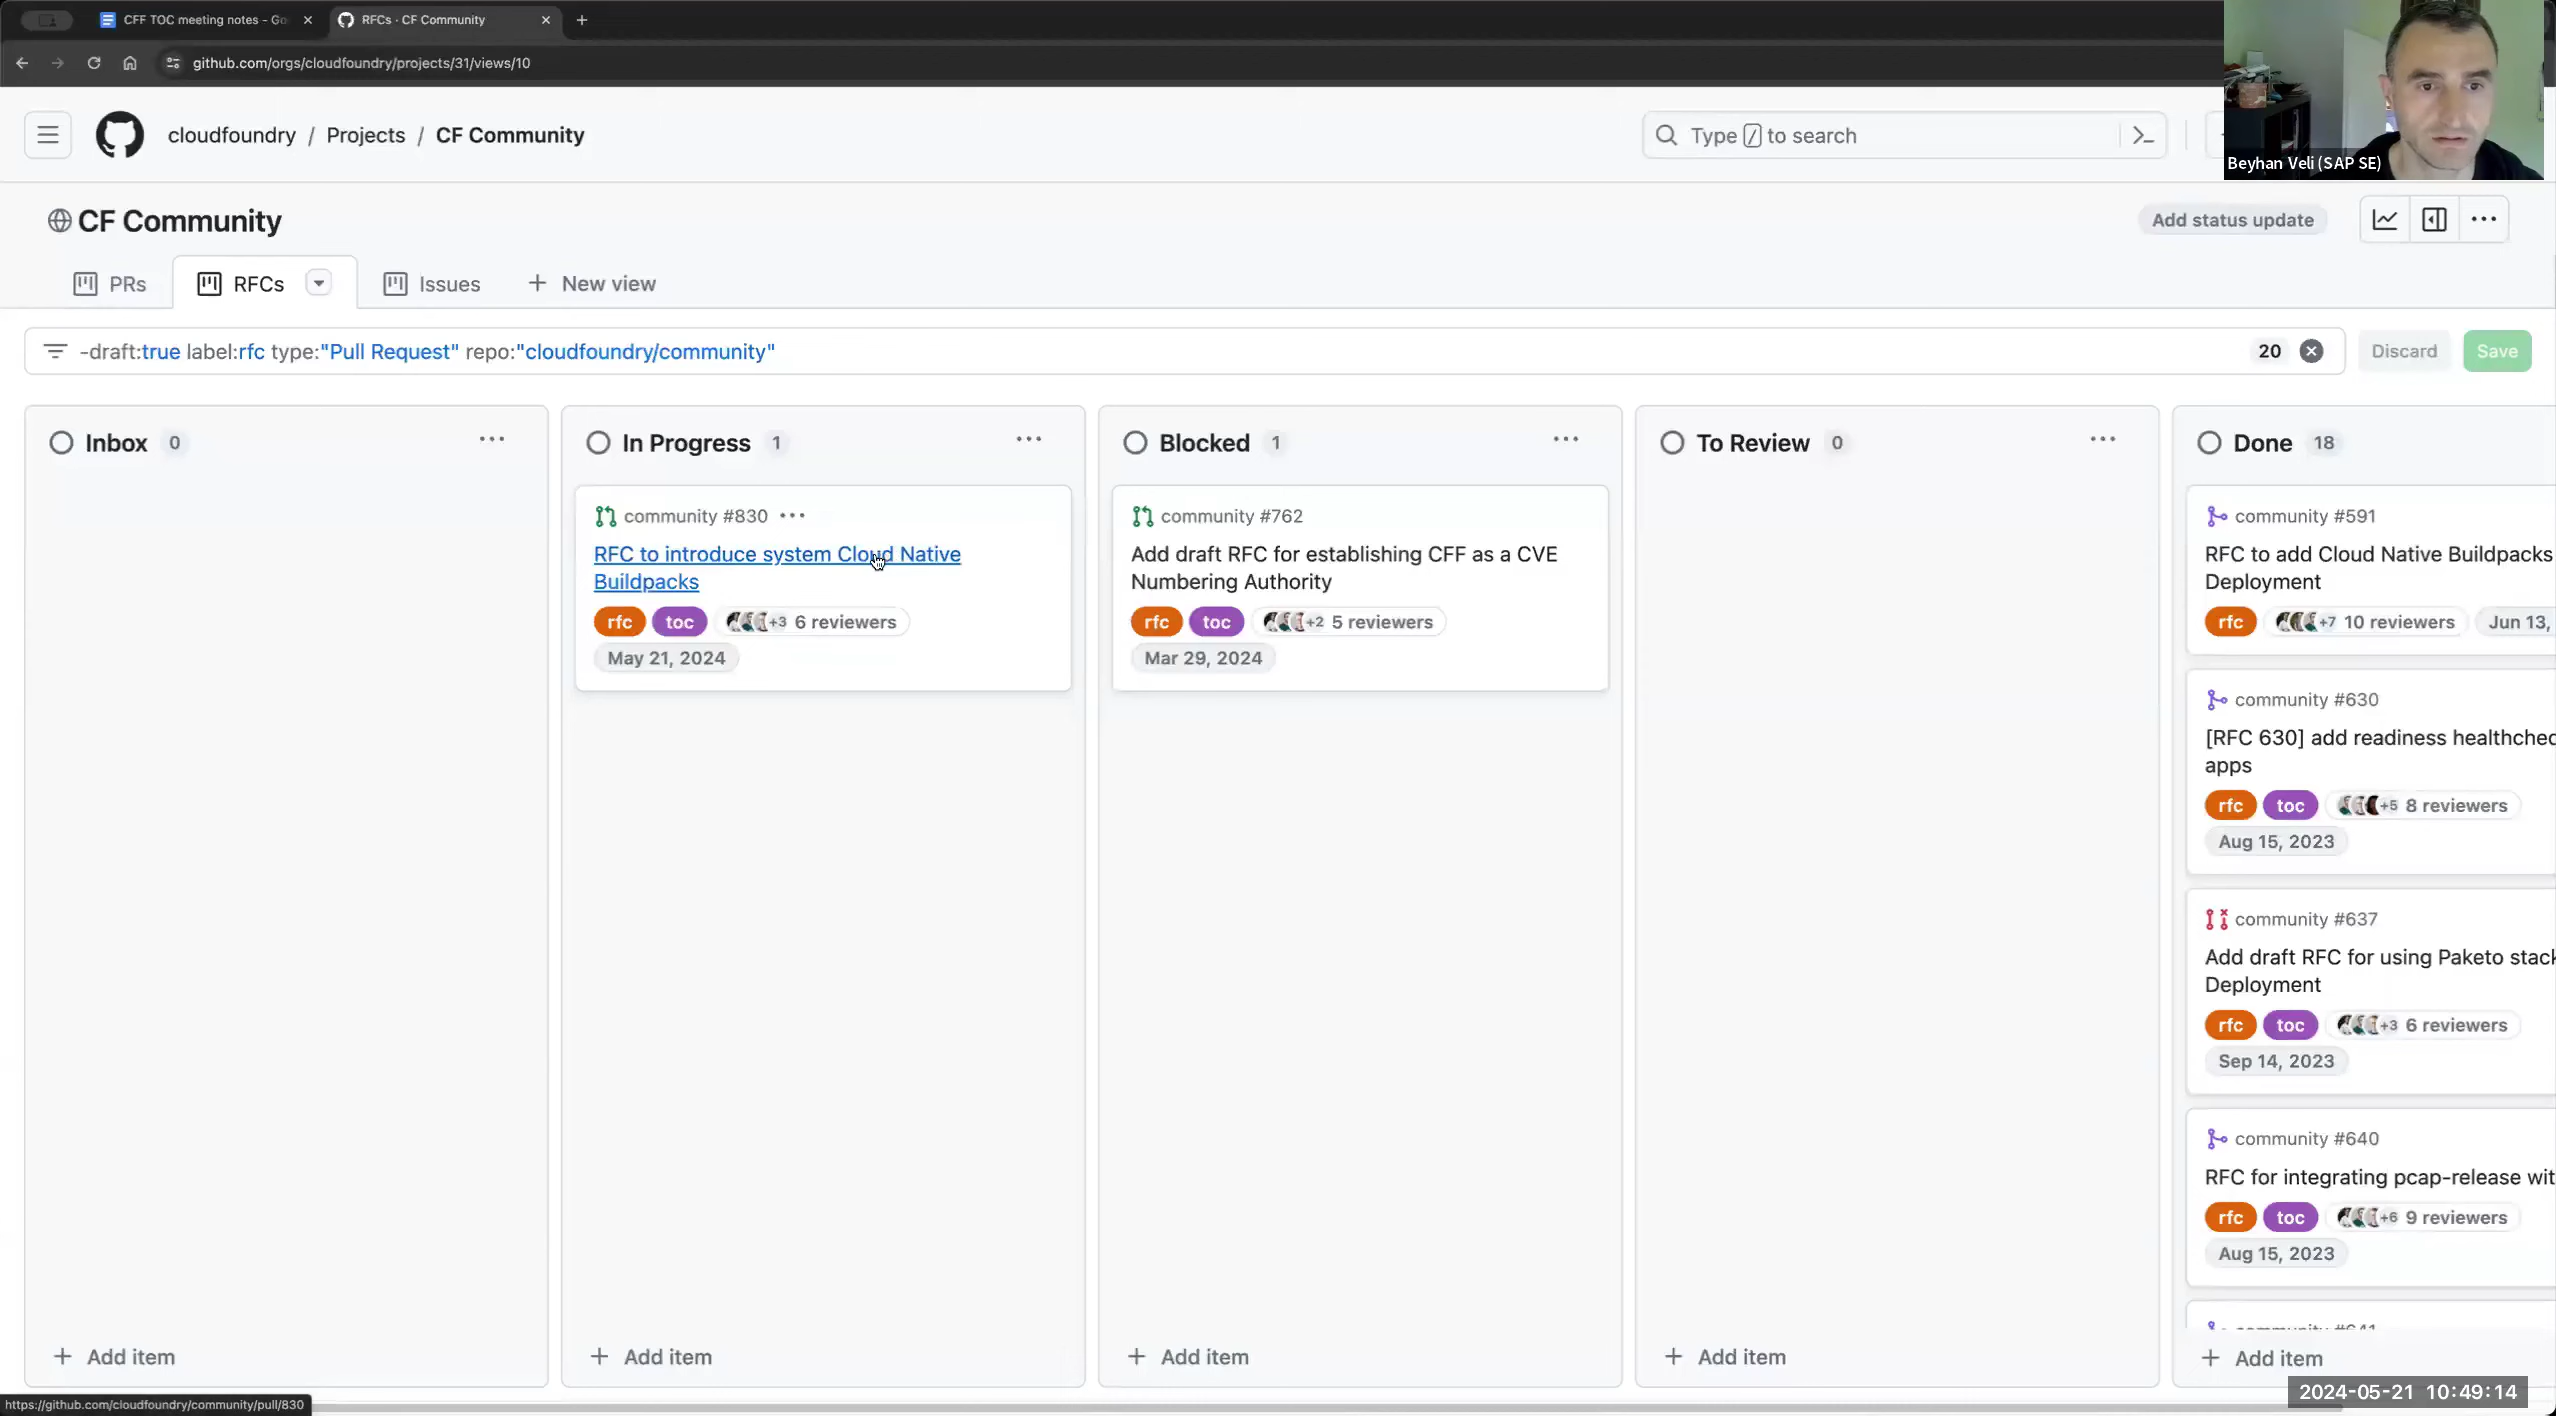 CFF TOC meeting notes - Go
RFCs · CF Community
github.com/orgs/cloudfoundry/projects/31/views/10
cloudfoundry / Projects / CF Community
Type / to search
Beyhan Veli (SAP SE)
CF Community
Add status update
PRs
RFCs
Issues
New view
-draft:true label:rfc type:"Pull Request" repo:"cloudfoundry/community"
20
Discard
Save
Inbox 0
Add item
In Progress 1
community #830
RFC to introduce system Cloud Native
Buildpacks
rfc toc +3 6 reviewers
May 21, 2024
Add item
Blocked 1
community #762
Add draft RFC for establishing CFF as a CVE
Numbering Authority
rfc toc +2 5 reviewers
Mar 29, 2024
Add item
To Review 0
Add item
Done 18
community #591
RFC to add Cloud Native Buildpacks
Deployment
rfc +7 10 reviewers Jun 13,
community #630
[RFC 630] add readiness healthchec
apps
rfc toc +5 8 reviewers
Aug 15, 2023
community #637
Add draft RFC for using Paketo stack
Deployment
rfc toc +3 6 reviewers
Sep 14, 2023
community #640
RFC for integrating pcap-release wit
rfc toc +6 9 reviewers
Aug 15, 2023
Add item
https://github.com/cloudfoundry/community/pull/830
2024-05-21 10:49:14